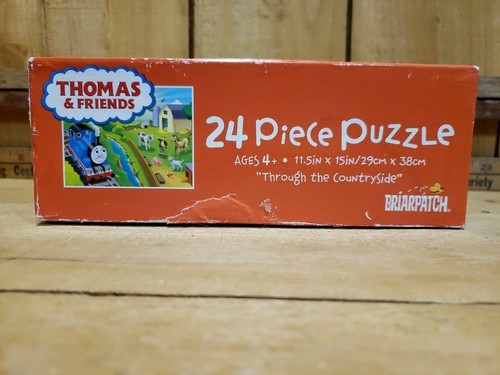 THOMAS
& FRIENDS
24 Piece Puzzle
AGES 4+ • 11.5in x 15in/29cm x 38cm
"Through the Countryside"
BRIARPATCH